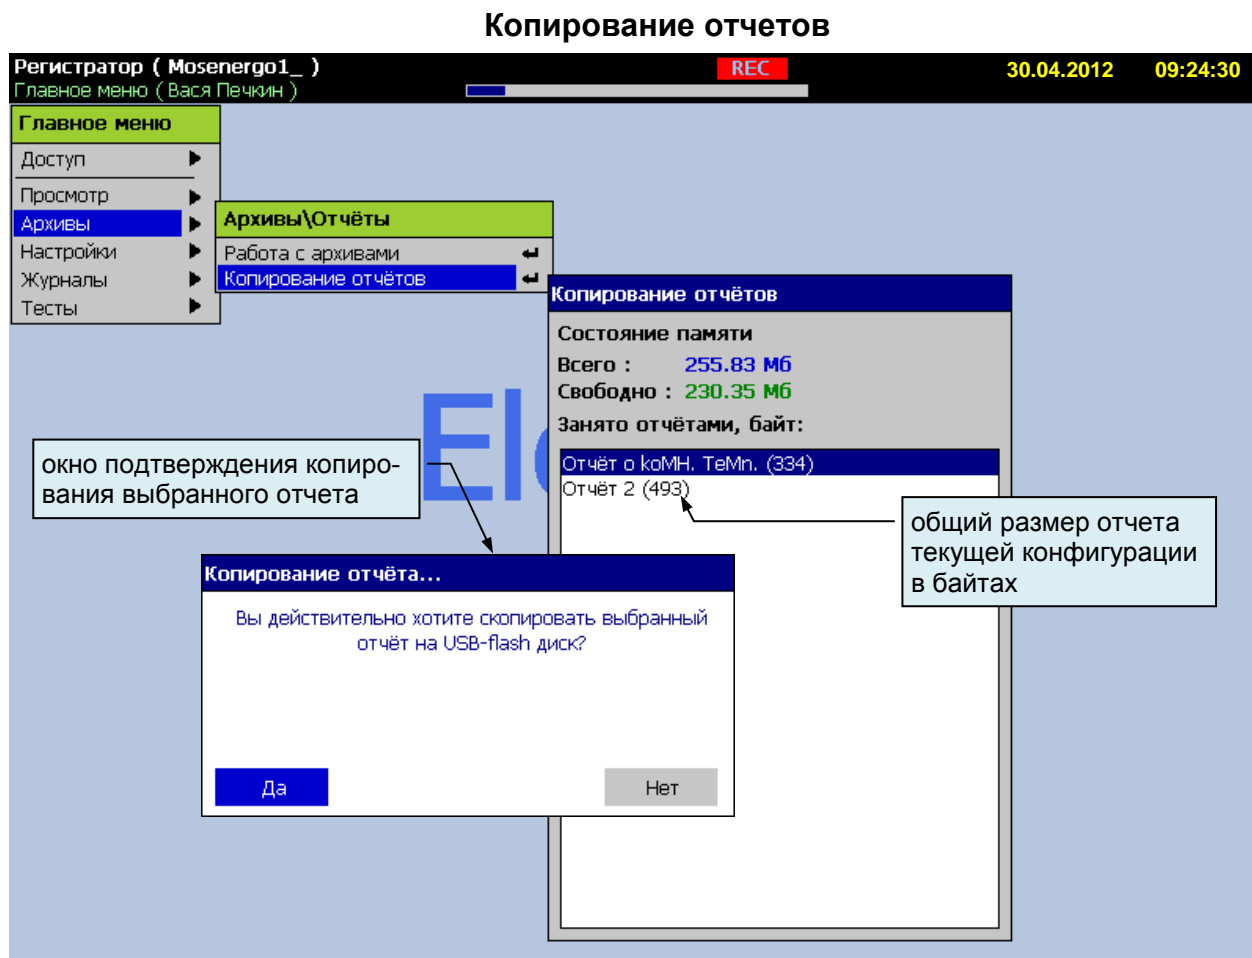 Копирование отчетов
Регистратор ( Mosenergo1_ )
REC
30.04.2012 09:24:30
Главное меню ( Вася Печкин )
Главное меню
Доступ
Просмотр
Архивы
Настройки
Журналы
Тесты
Архивы\Отчёты
Работа с архивами
Копирование отчётов
Копирование отчётов
Состояние памяти
Всего : 255.83 Мб
Свободно : 230.35 Мб
Занято отчётами, байт:
Отчёт о koMH. TeMn. (334)
Отчёт 2 (493)
окно подтверждения копиро-
вания выбранного отчета
общий размер отчета
текущей конфигурации
в байтах
Копирование отчёта...
Вы действительно хотите скопировать выбранный
отчёт на USB-flash диск?
Да Нет